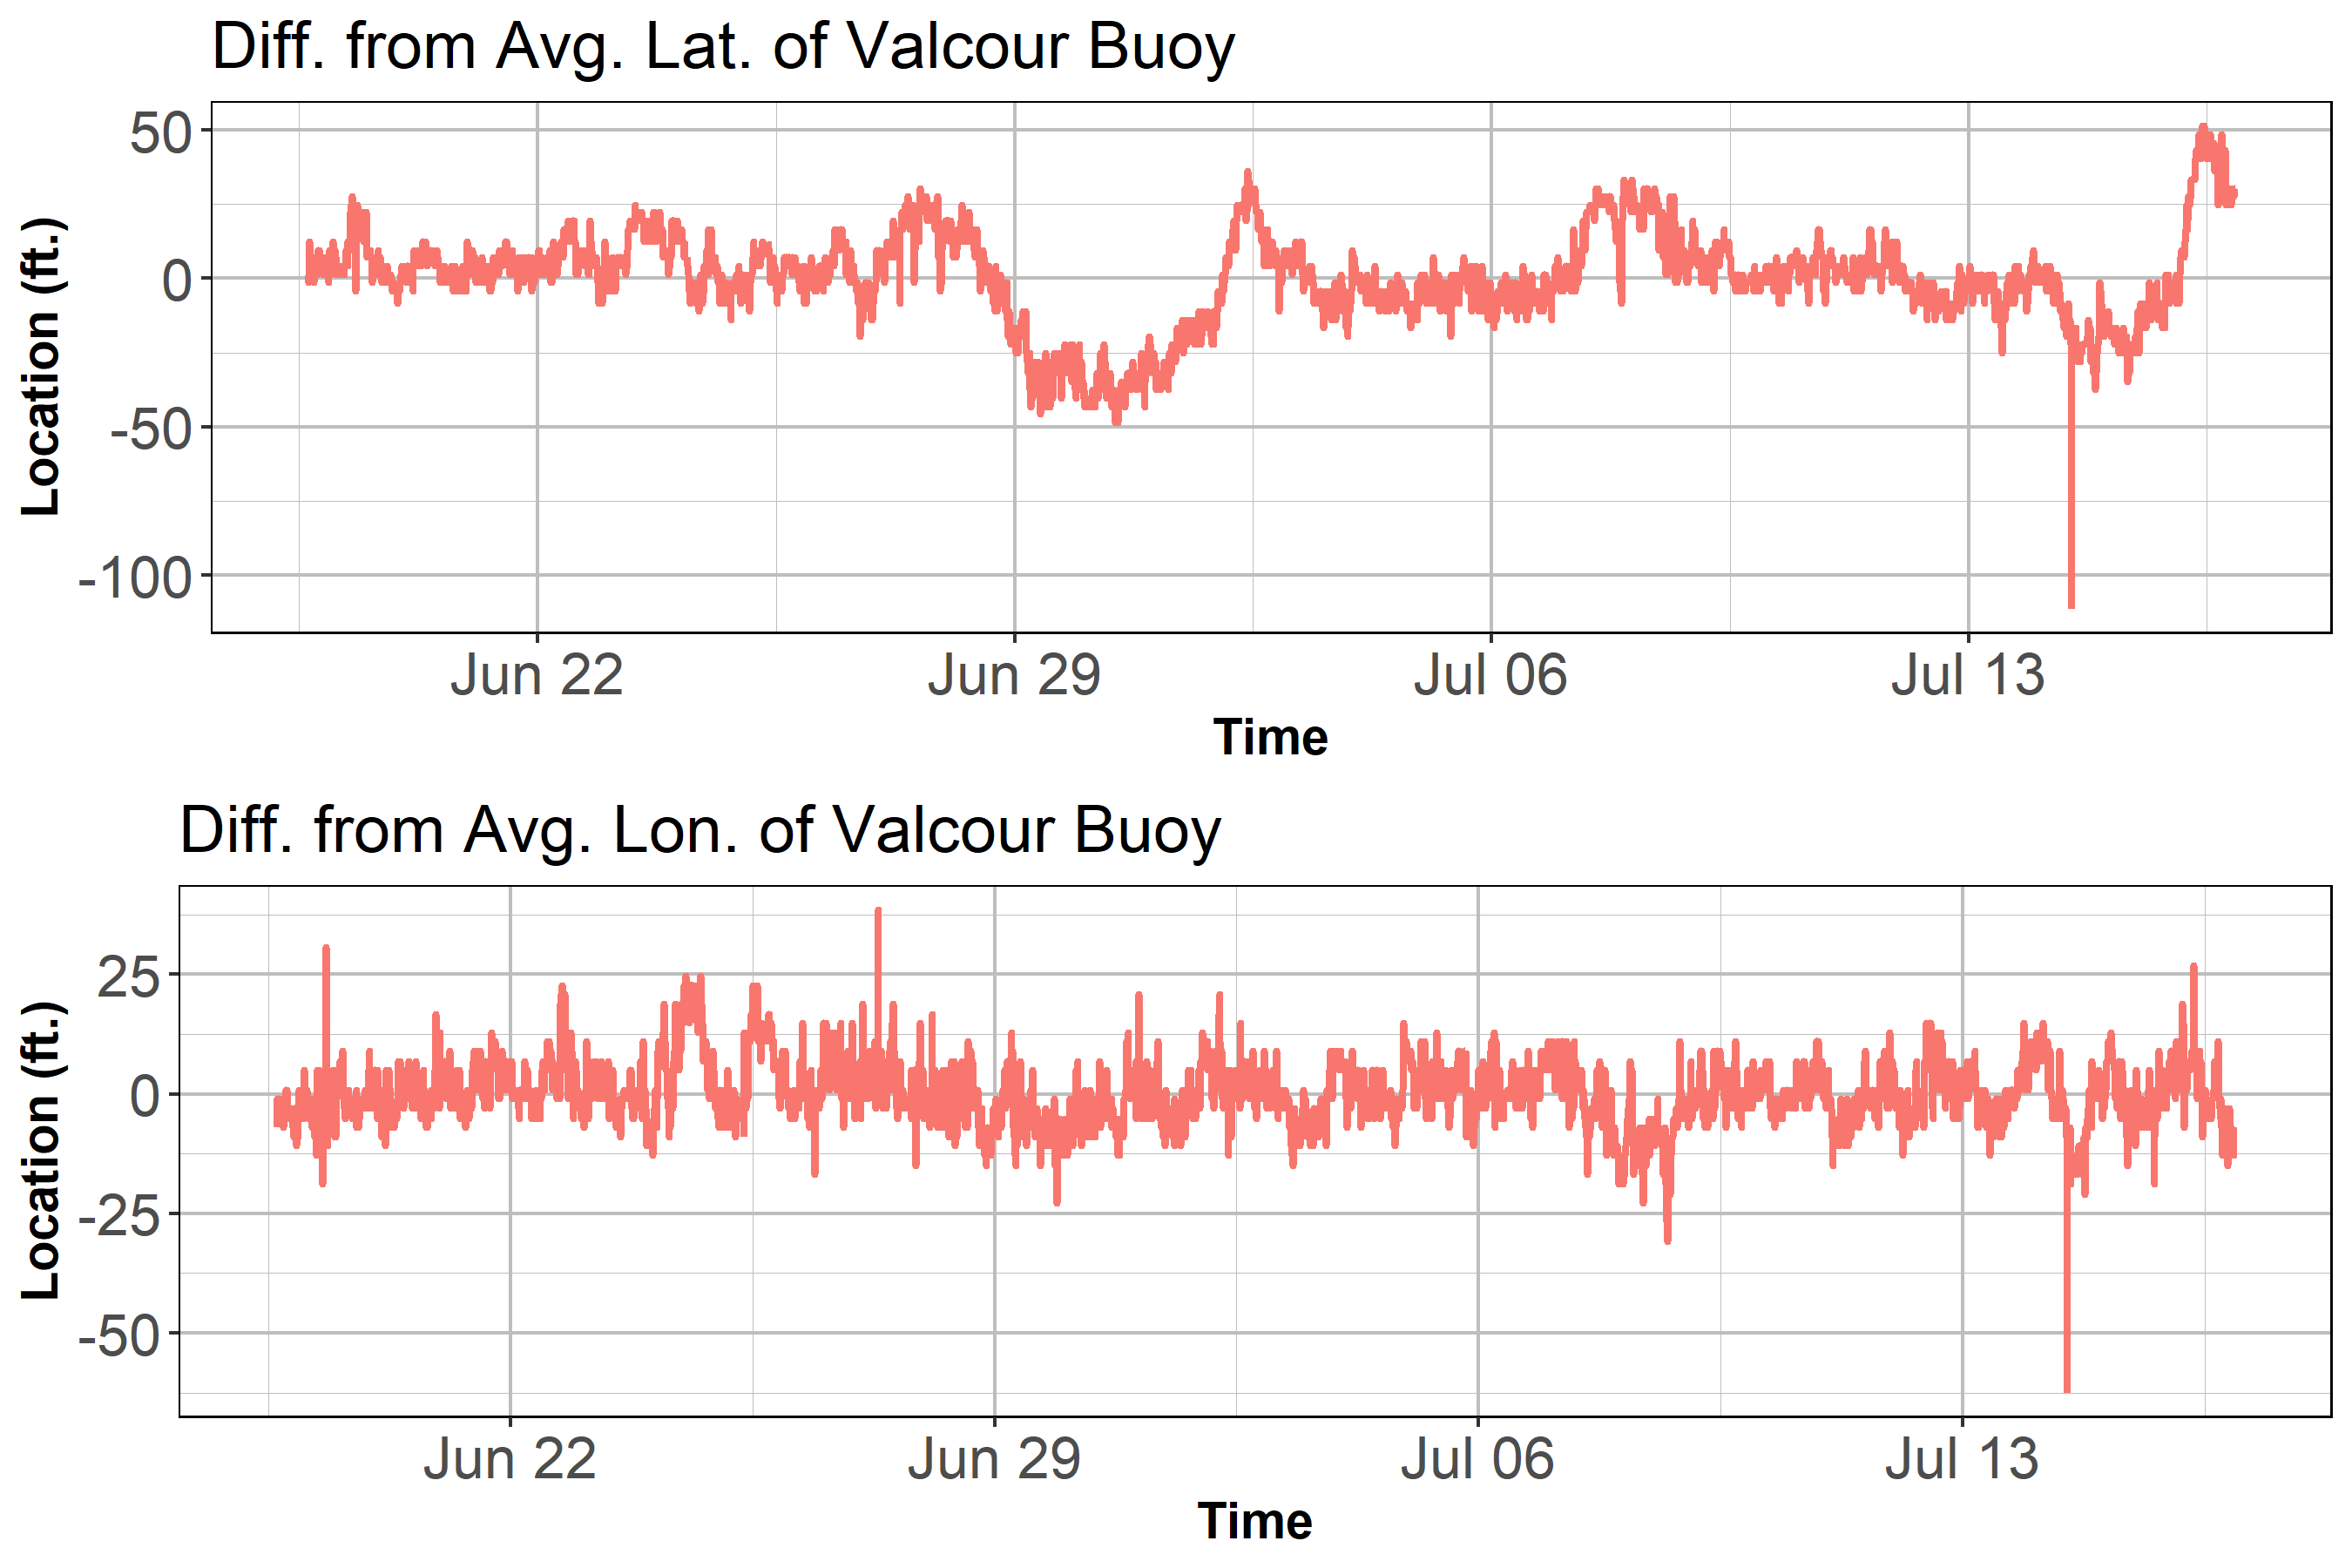 Diff. from Avg. Lat. of Valcour Buoy
Location (ft.)
50
0
-50
-100
Jun 22 Jun 29 Jul 06 Jul 13
Time
Diff. from Avg. Lon. of Valcour Buoy
Location (ft.)
25
0
-25
-50
Jun 22 Jun 29 Jul 06 Jul 13
Time